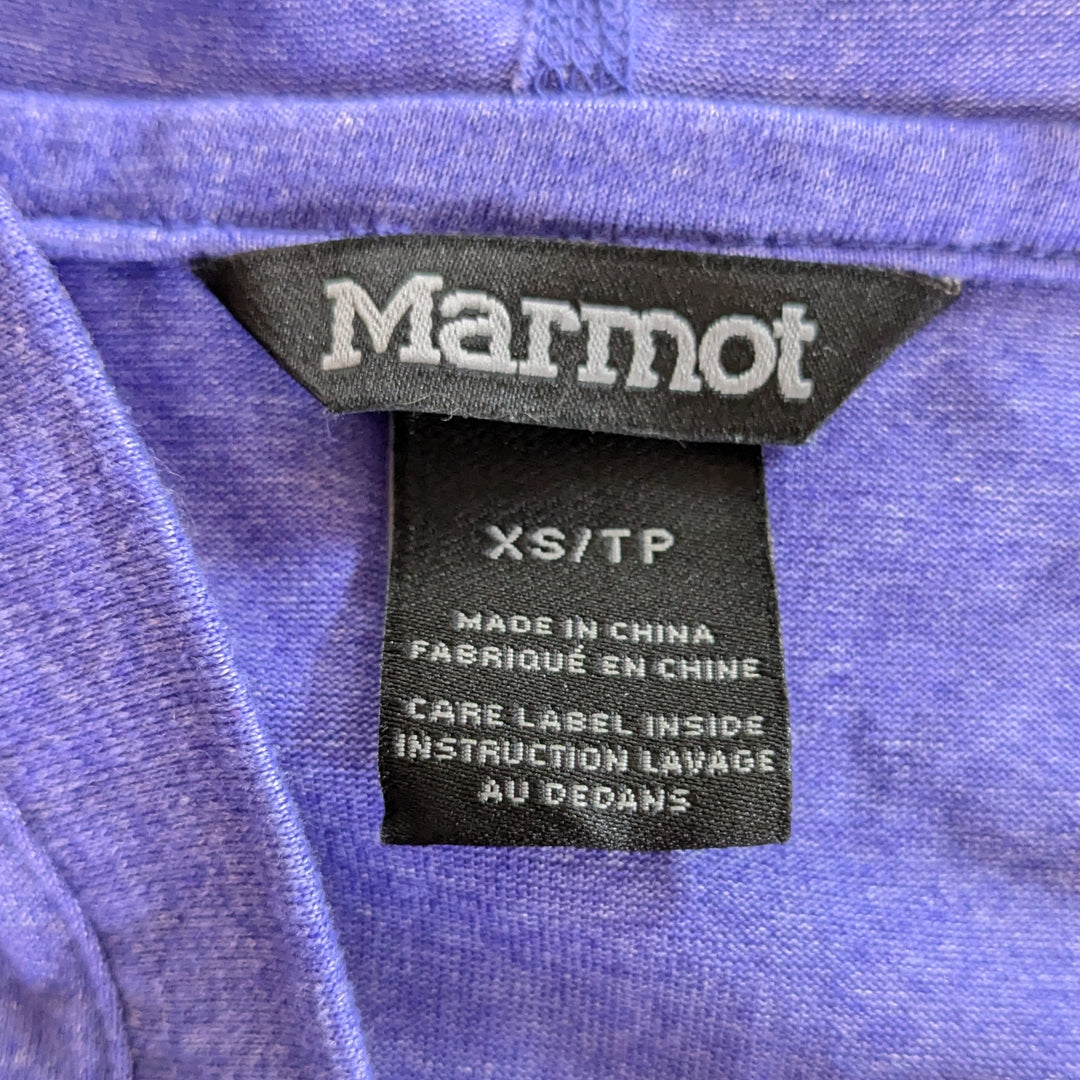 Marmot
XS/TP
MADE IN CHINA
FABRIQUÉ EN CHINE
CARE LABEL INSIDE
INSTRUCTION LAVAGE
AU DEDANS